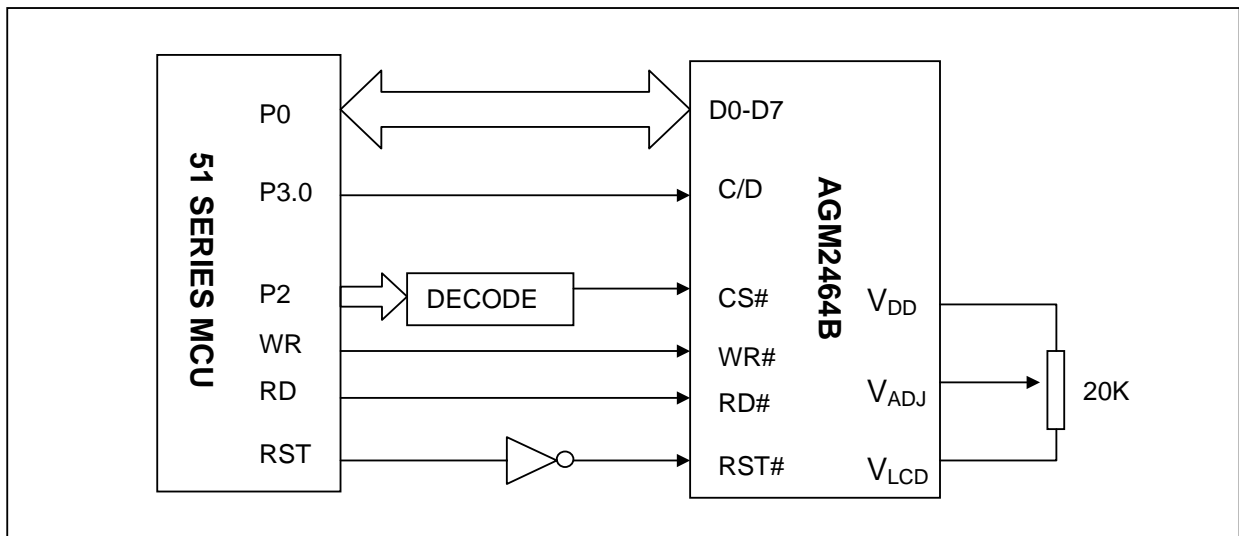 51 SERIES MCU
P0
P3.0
P2
WR
RD
RST
DECODE
D0-D7
C/D
CS#
WR#
RD#
RST#
AGM2464B
VDD
VADJ
VLCD
20K